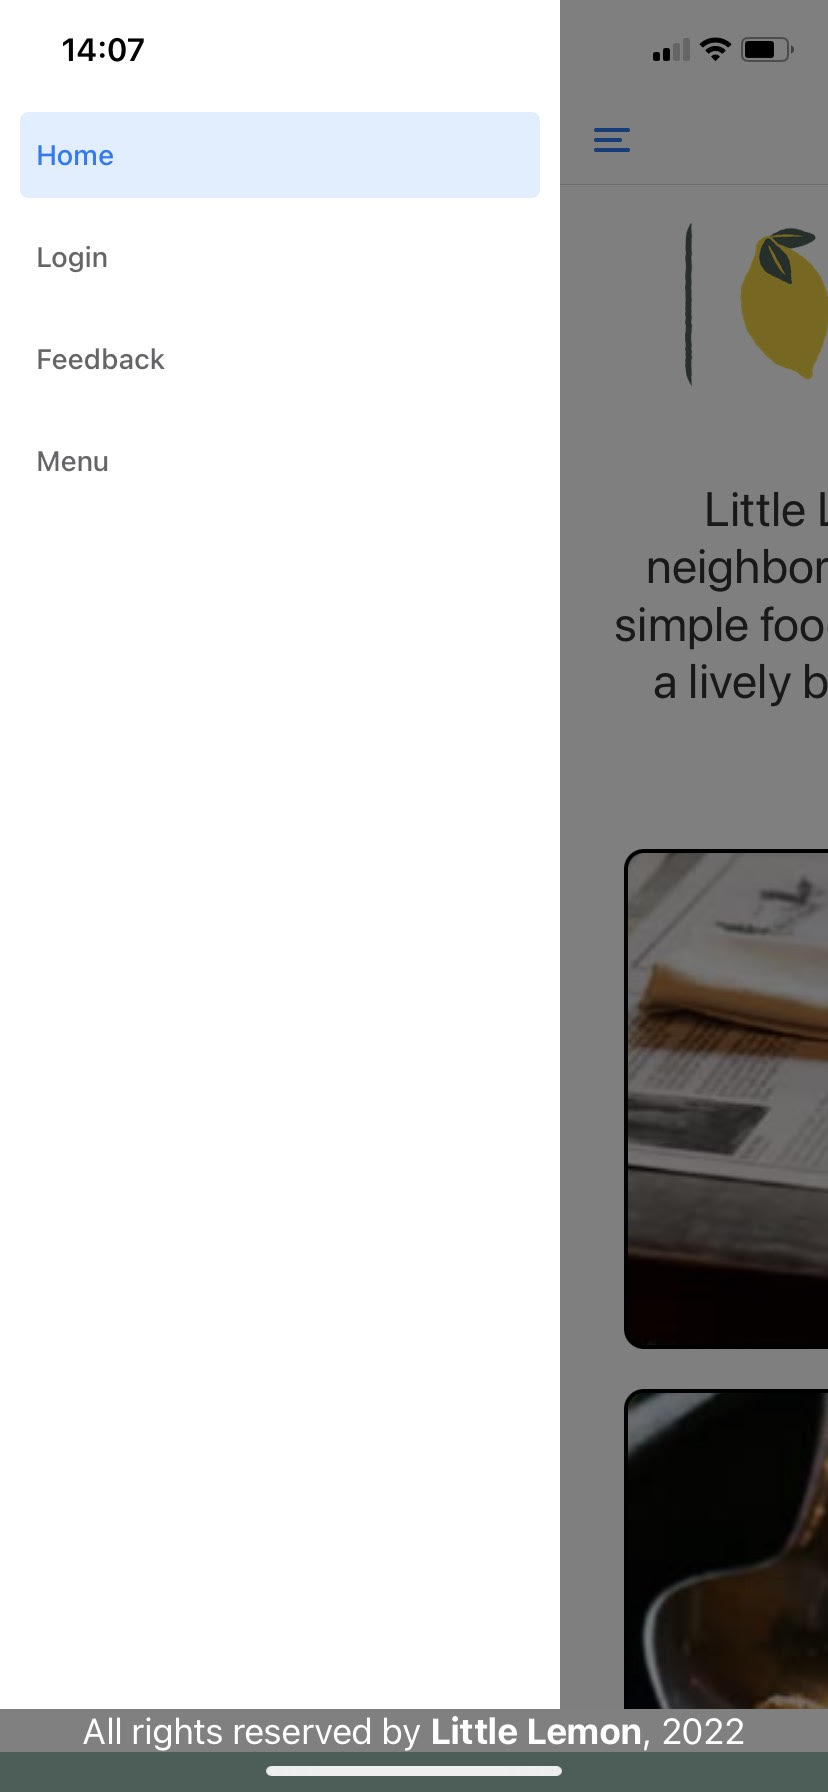 14:07
Home
Login
Feedback
Menu
Little
neighbor
simple foo
a lively b
All rights reserved by Little Lemon, 2022